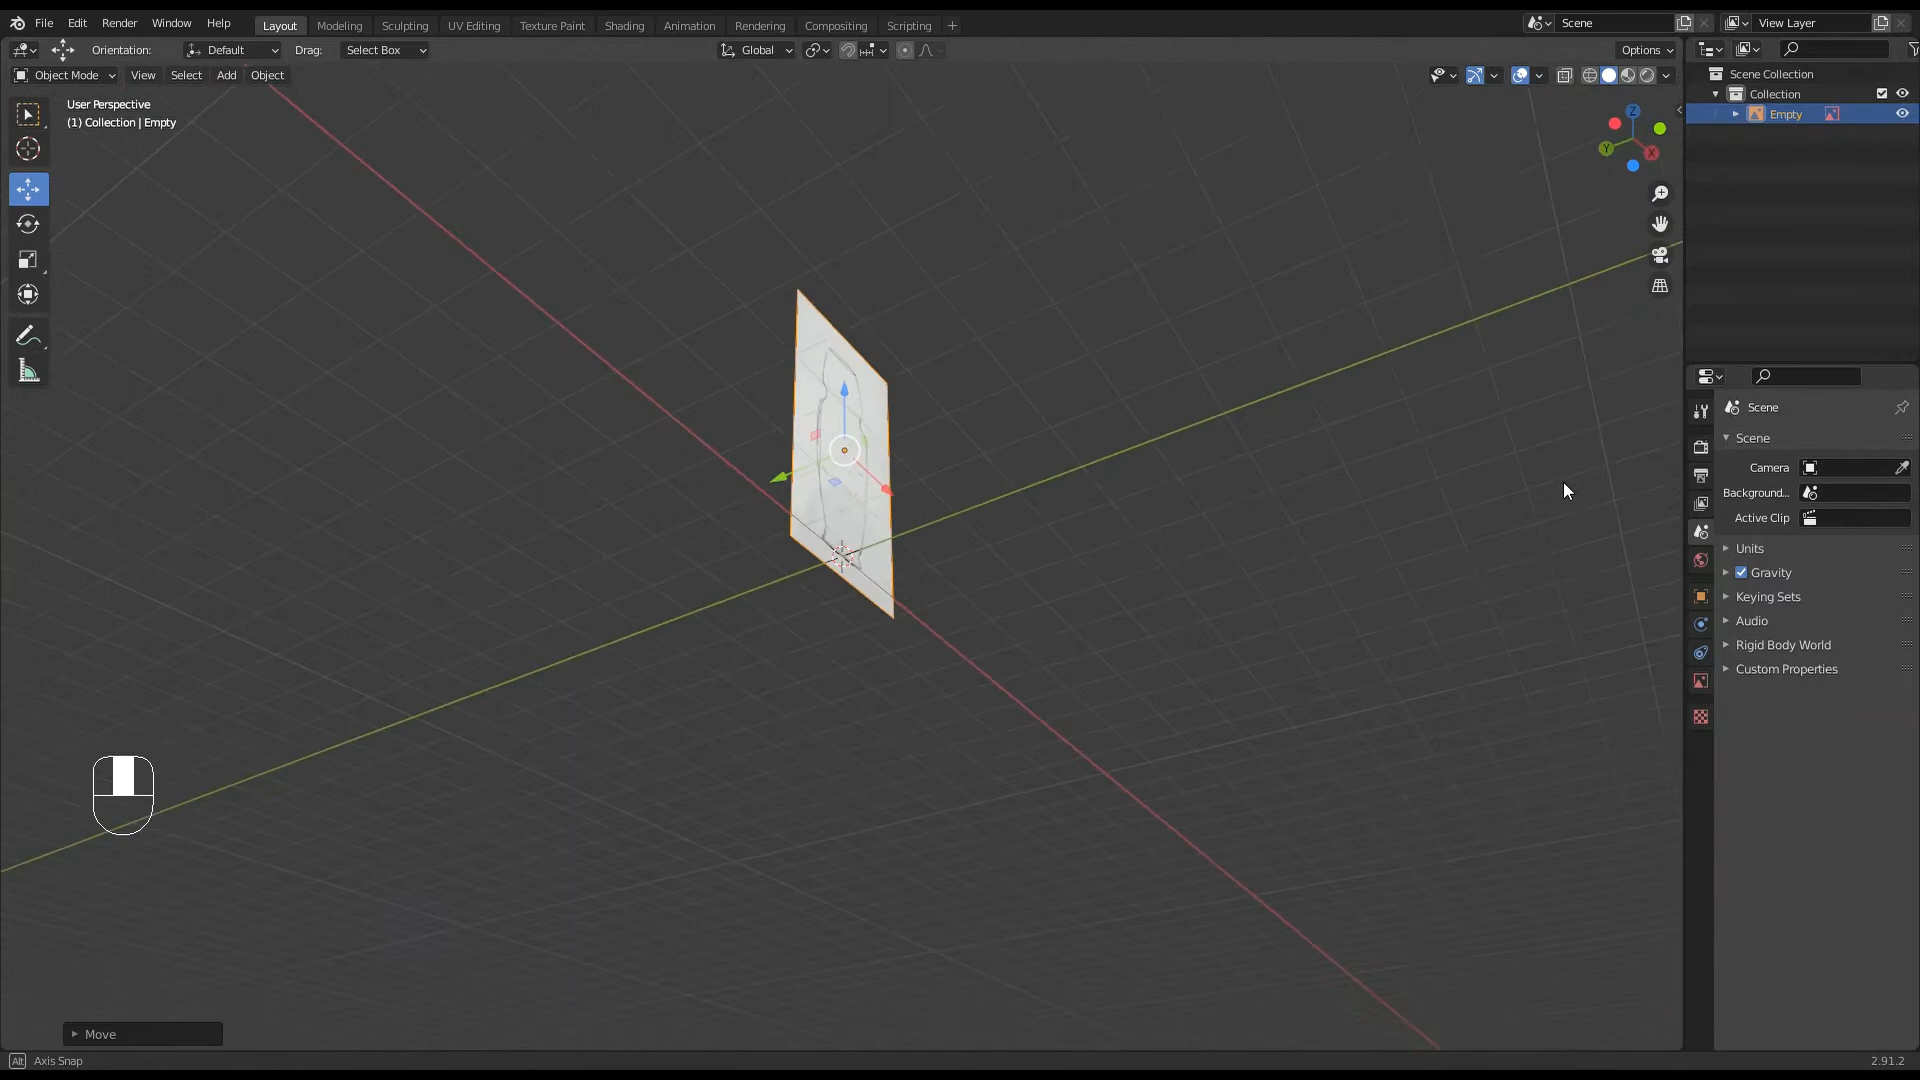 File Edit Render Window Help Layout Modeling Sculpting UV Editing Texture Paint Shading Animation Rendering Compositing Scripting + Scene View Layer
Orientation: Default Drag: Select Box Global Options
Object Mode View Select Add Object
User Perspective
(1) Collection | Empty
Z
Y
X
Scene Collection
Collection
Empty
Scene
Scene
Camera
Background...
Active Clip
Units
Gravity
Keying Sets
Audio
Rigid Body World
Custom Properties
Move
Alt Axis Snap 2.91.2